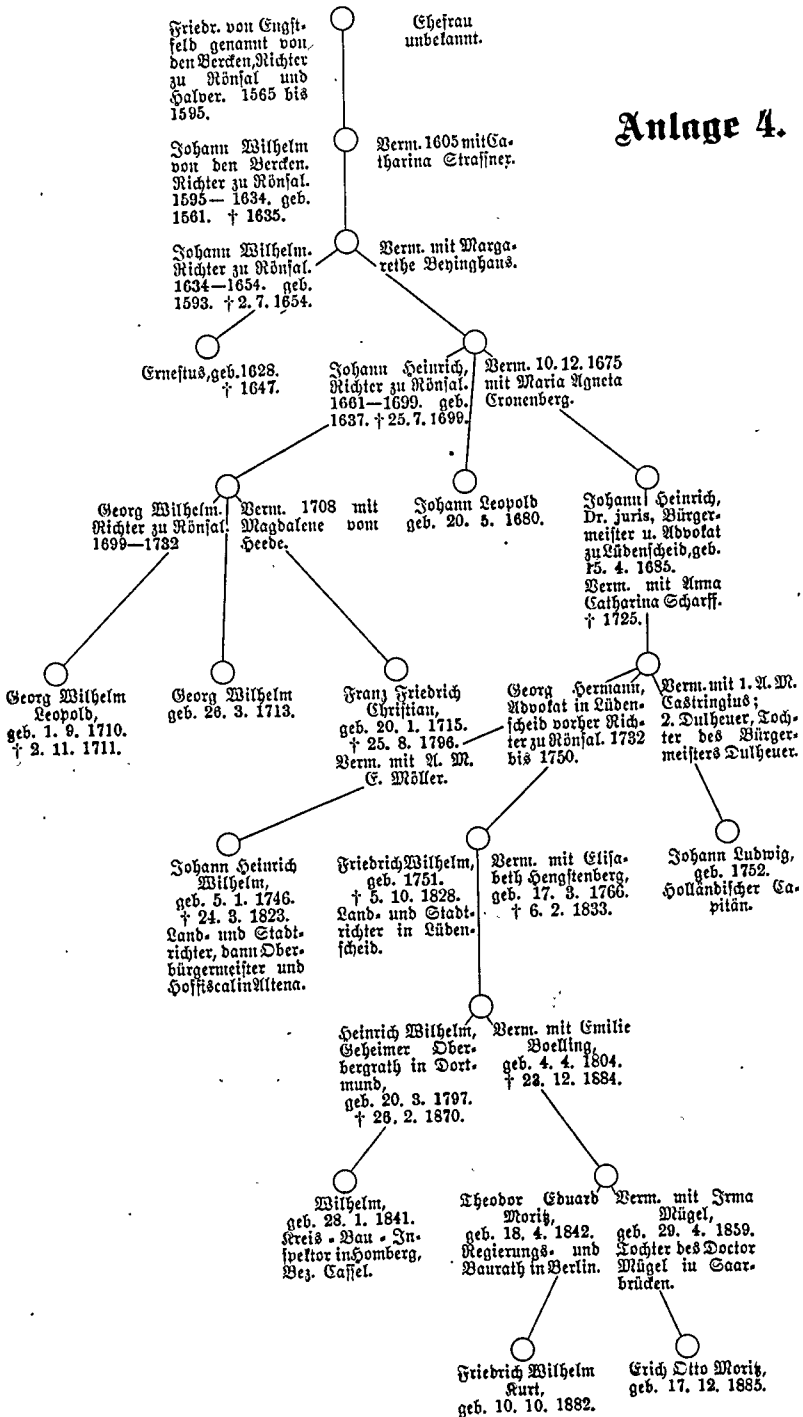 Anlage 4.
Friedr. von Engst-
feld genannt von
den Bercken, Richter
zu Rönsal und
Halver. 1565 bis
1595.
Ehefrau
unbekannt.
Johann Wilhelm
von den Bercken.
Richter zu Rönsal.
1595— 1634. geb.
1561. † 1635.
Verm. 1605 mit Ca-
tharina Strassner.
Johann Wilhelm.
Richter zu Rönsal.
1634—1654. geb.
1593. † 2. 7. 1654.
Verm. mit Marga-
rethe Beyinghaus.
Ernestus, geb. 1628.
† 1647.
Johann Heinrich,
Richter zu Rönsal.
1661—1699. geb.
1637. † 25. 7. 1699.
Verm. 10. 12. 1675
mit Maria Agneta
Cronenberg.
Georg Wilhelm.
Richter zu Rönsal.
1699—1732
Verm. 1708 mit
Magdalene vom
Heede.
Johann Leopold
geb. 20. 5. 1680.
Johann Heinrich,
Dr. juris, Bürger-
meister u. Advokat
zu Lüdenscheid, geb.
15. 4. 1685.
Verm. mit Anna
Catharina Scharff.
† 1725.
Georg Wilhelm
Leopold,
geb. 1. 9. 1710.
† 2. 11. 1711.
Georg Wilhelm
geb. 26. 3. 1713.
Franz Friedrich
Christian,
geb. 20. 1. 1715.
† 25. 8. 1796.
Verm. mit A. M.
E. Möller.
Georg Hermann,
Advokat in Lüden-
scheid vorher Rich-
ter zu Rönsal. 1732
bis 1750.
Verm. mit 1. A. M.
Castringius;
2. Dulheuer, Toch-
ter des Bürger-
meisters Dulheuer.
Johann Heinrich
Wilhelm,
geb. 5. 1. 1746.
† 24. 3. 1823.
Land- und Stadt-
richter, dann Ober-
bürgermeister und
Hoffiscal in Altena.
Friedrich Wilhelm,
geb. 1751.
† 5. 10. 1828.
Land- und Stadt-
richter in Lüden-
scheid.
Verm. mit Elisa-
beth Hengstenberg,
geb. 17. 3. 1766.
† 6. 2. 1833.
Johann Ludwig,
geb. 1752.
Holländischer Ca-
pitän.
Heinrich Wilhelm,
Geheimer Ober-
bergrath in Dort-
mund,
geb. 20. 3. 1797.
† 26. 2. 1870.
Verm. mit Emilie
Boelling,
geb. 4. 4. 1804.
† 23. 12. 1884.
Wilhelm,
geb. 28. 1. 1841.
Kreis - Bau - In-
spektor in Homberg,
Bez. Cassel.
Theodor Eduard
Moritz,
geb. 18. 4. 1842.
Regierungs- und
Baurath in Berlin.
Verm. mit Irma
Mügel,
geb. 29. 4. 1859.
Tochter des Doctor
Mügel in Saar-
brücken.
Friedrich Wilhelm
Kurt,
geb. 10. 10. 1882.
Erich Otto Moritz,
geb. 17. 12. 1885.